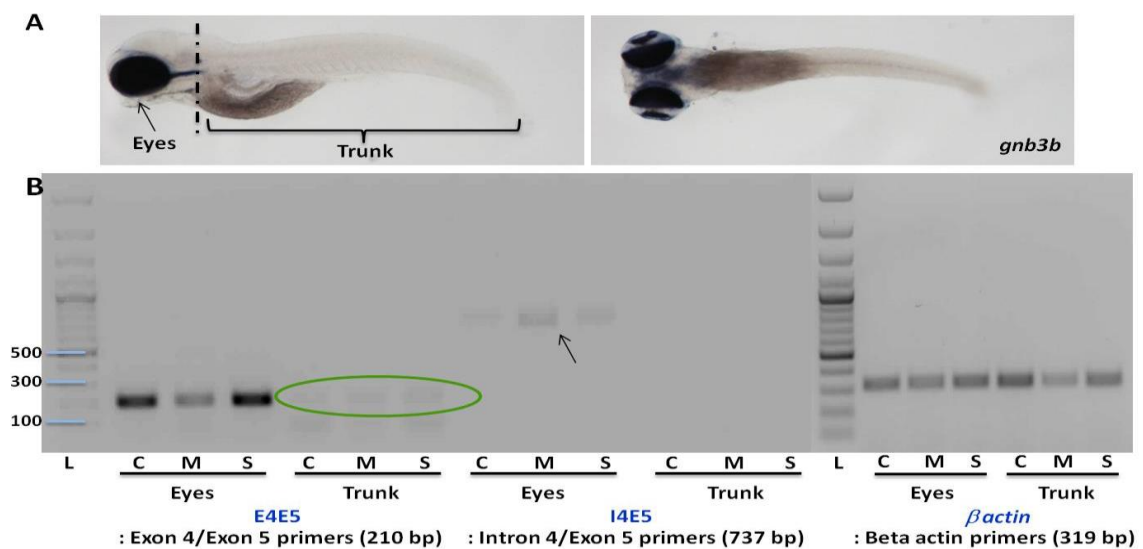 A
Eyes
Trunk
gnb3b
B
500
300
100
L C M S C M S C M S C M S L C M S C M S
Eyes Trunk Eyes Trunk Eyes Trunk
E4E5 I4E5 β actin
: Exon 4/Exon 5 primers (210 bp) : Intron 4/Exon 5 primers (737 bp) : Beta actin primers (319 bp)